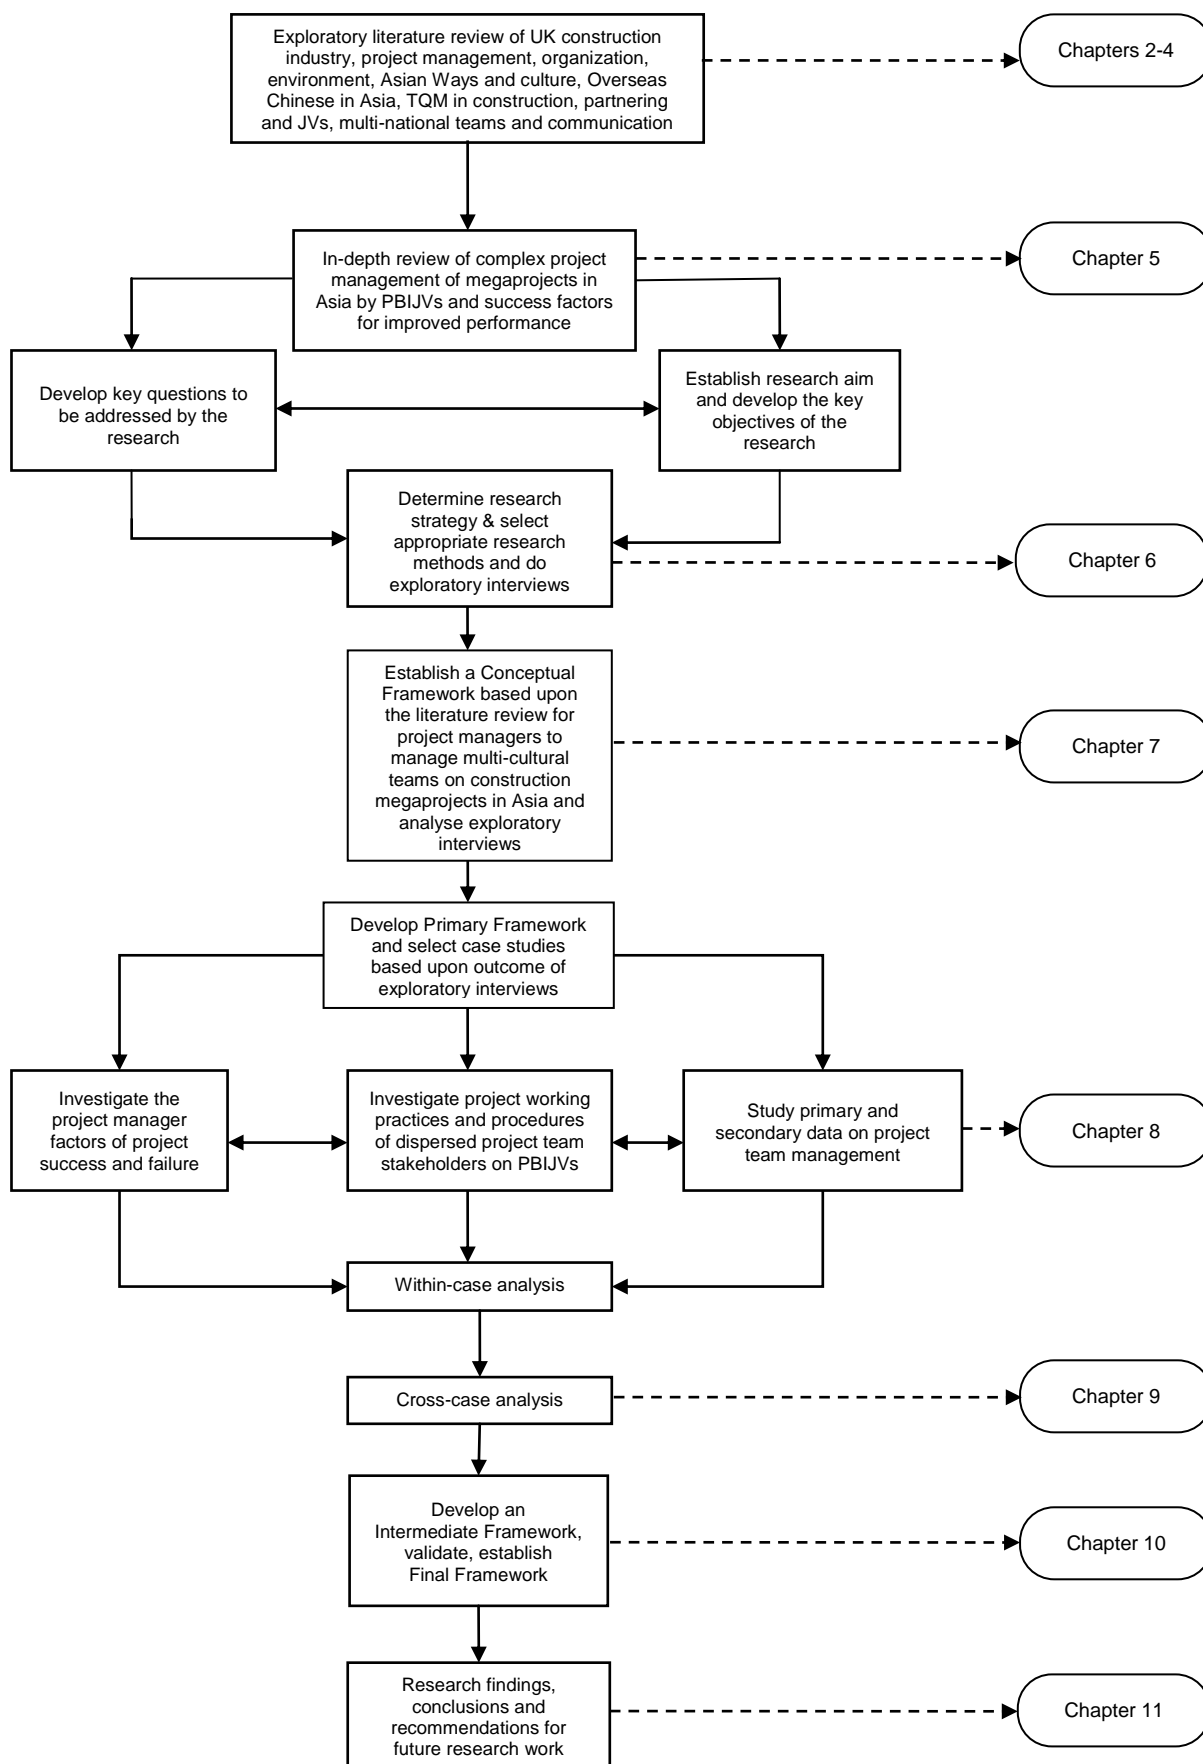 Exploratory literature review of UK construction
industry, project management, organization,
environment, Asian Ways and culture, Overseas
Chinese in Asia, TQM in construction, partnering
and JVs, multi-national teams and communication
Chapters 2-4
In-depth review of complex project
management of megaprojects in
Asia by PBIJVs and success factors
for improved performance
Chapter 5
Develop key questions to
be addressed by the
research
Establish research aim
and develop the key
objectives of the
research
Determine research
strategy & select
appropriate research
methods and do
exploratory interviews
Chapter 6
Establish a Conceptual
Framework based upon
the literature review for
project managers to
manage multi-cultural
teams on construction
megaprojects in Asia and
analyse exploratory
interviews
Chapter 7
Develop Primary Framework
and select case studies
based upon outcome of
exploratory interviews
Investigate the
project manager
factors of project
success and failure
Investigate project working
practices and procedures
of dispersed project team
stakeholders on PBIJVs
Study primary and
secondary data on project
team management
Chapter 8
Within-case analysis
Cross-case analysis
Chapter 9
Develop an
Intermediate Framework,
validate, establish
Final Framework
Chapter 10
Research findings,
conclusions and
recommendations for
future research work
Chapter 11